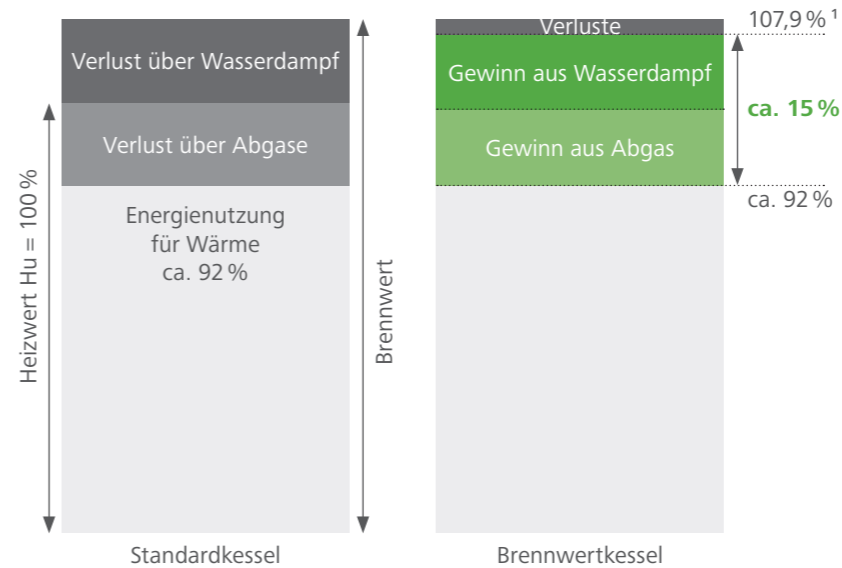 Verlust über Wasserdampf
Verlust über Abgase
Energienutzung
für Wärme
ca. 92 %
Heizwert Hu = 100 %
Brennwert
Standardkessel
Verluste
107,9 % ¹
Gewinn aus Wasserdampf
ca. 15 %
Gewinn aus Abgas
ca. 92 %
Brennwertkessel